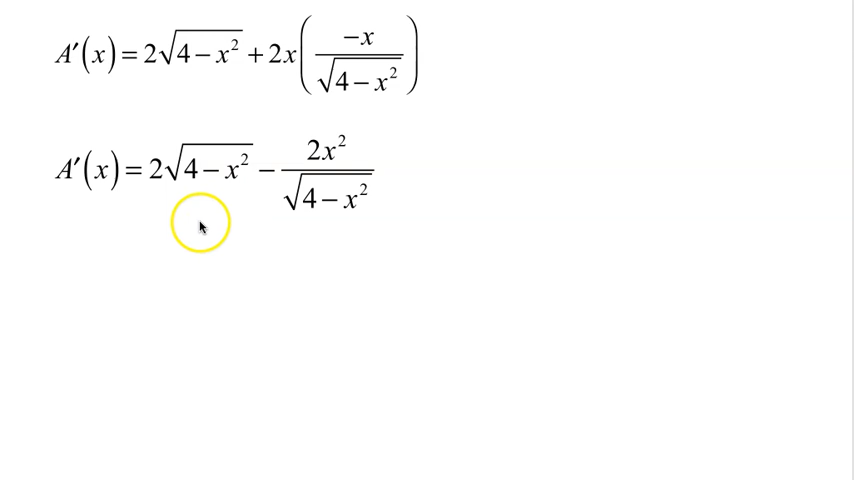 A′(x) = 2√(4 − x²) + 2x(−x / √(4 − x²))
A′(x) = 2√(4 − x²) − 2x² / √(4 − x²)